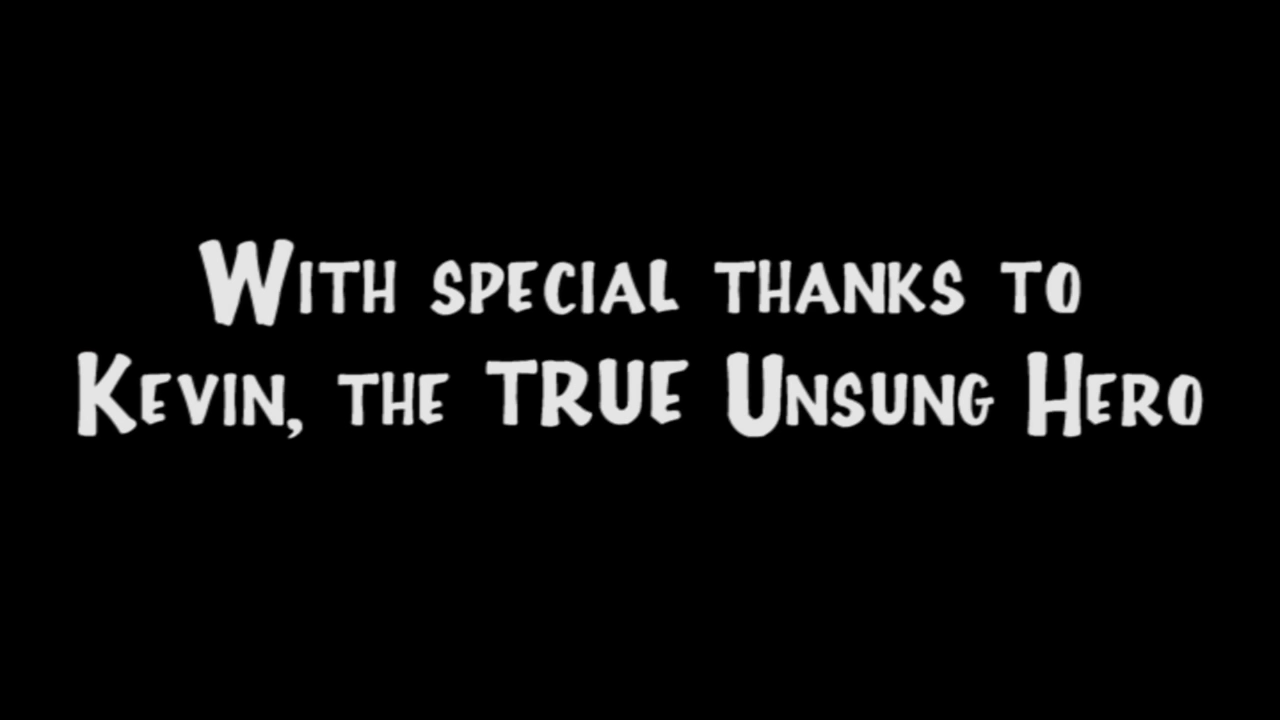 With special thanks to
Kevin, the TRUE Unsung Hero